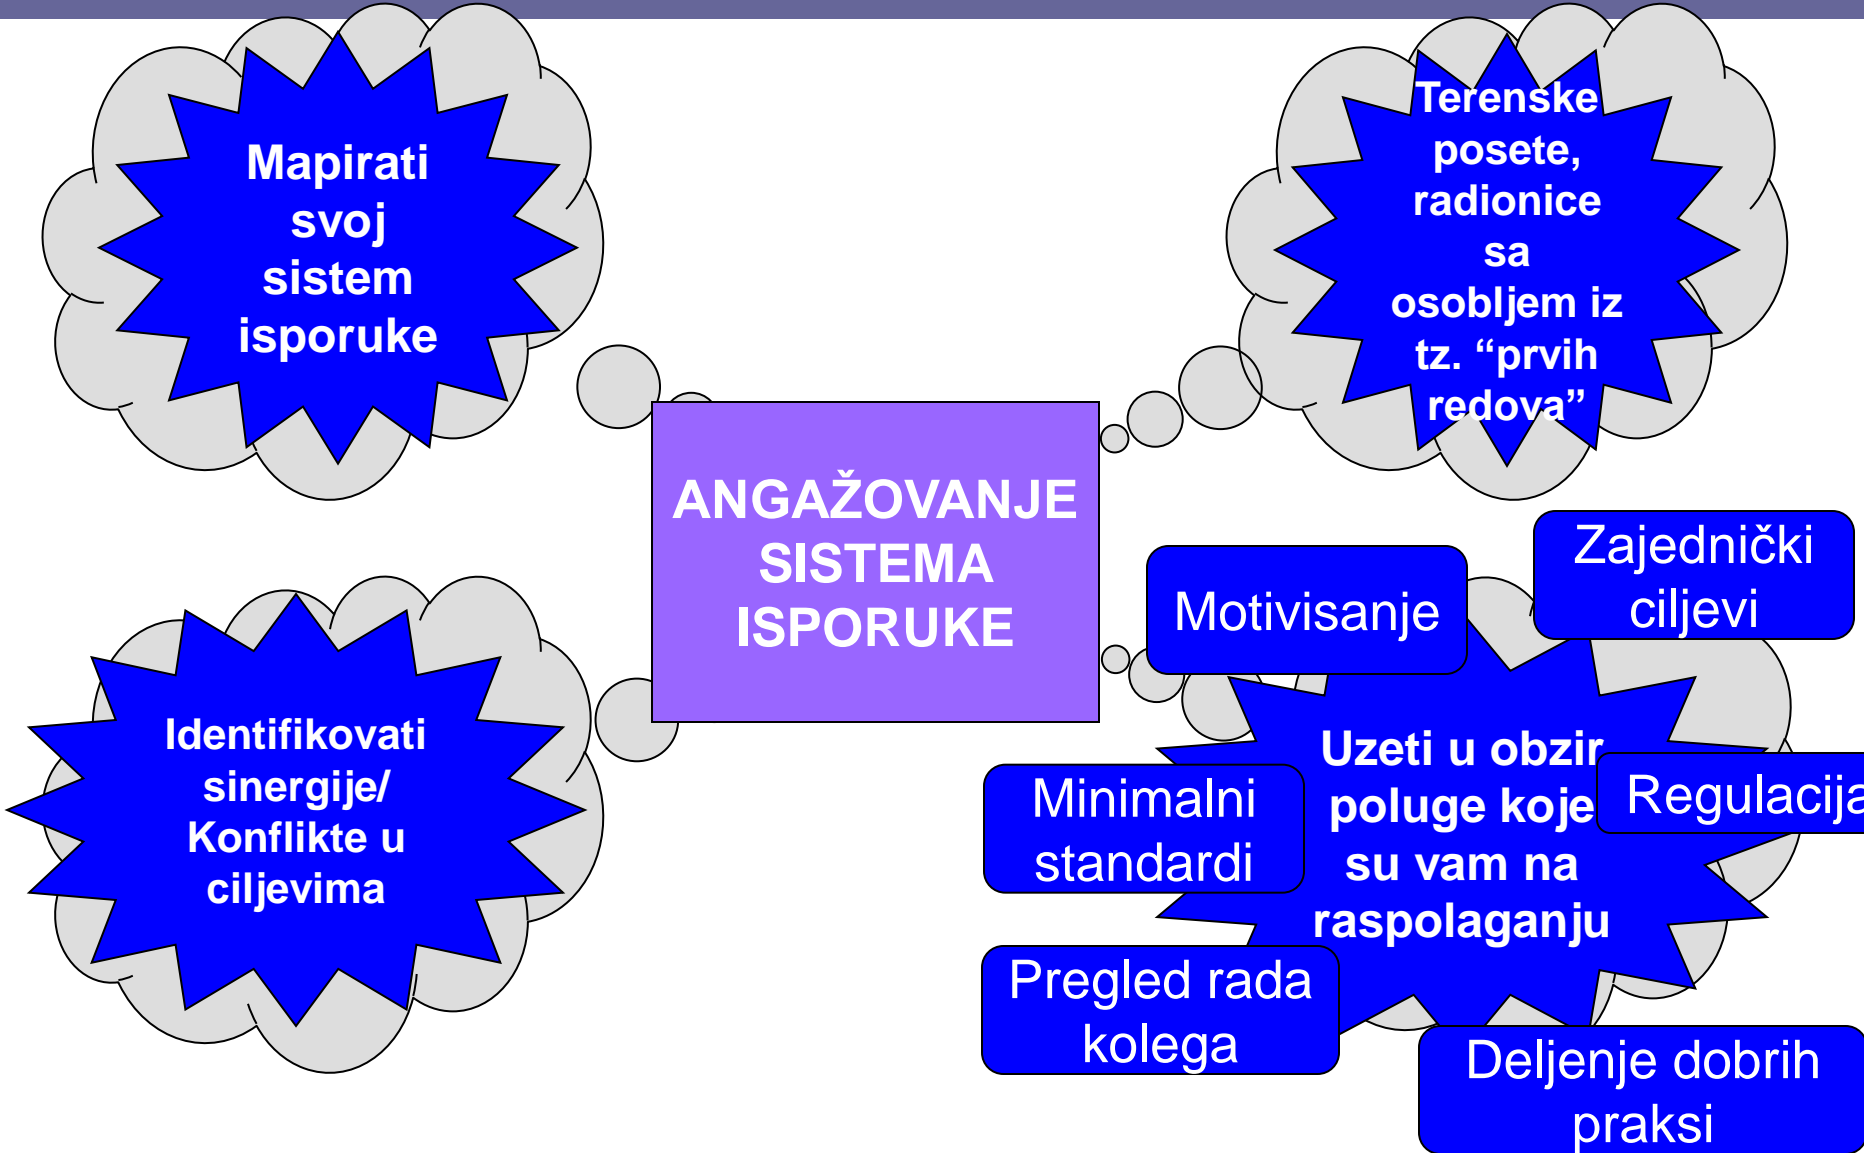 Mapirati
svoj
sistem
isporuke
Terenske
posete,
radionice
sa
osobljem iz
tz. “prvih
redova”
ANGAŽOVANJE
SISTEMA
ISPORUKE
Identifikovati
sinergije/
Konflikte u
ciljevima
Motivisanje
Zajednički
ciljevi
Uzeti u obzir
poluge koje
su vam na
raspolaganju
Regulacija
Minimalni
standardi
Pregled rada
kolega
Deljenje dobrih
praksi